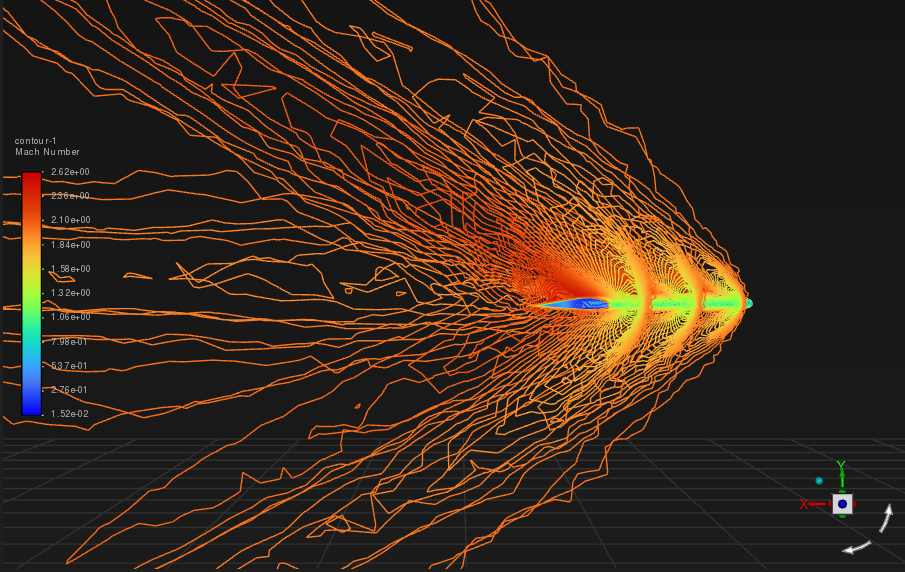 contour-1
Mach Number
2.62e+00
2.36e+00
2.10e+00
1.84e+00
1.58e+00
1.32e+00
1.06e+00
7.98e-01
5.37e-01
2.76e-01
1.52e-02
Y
X